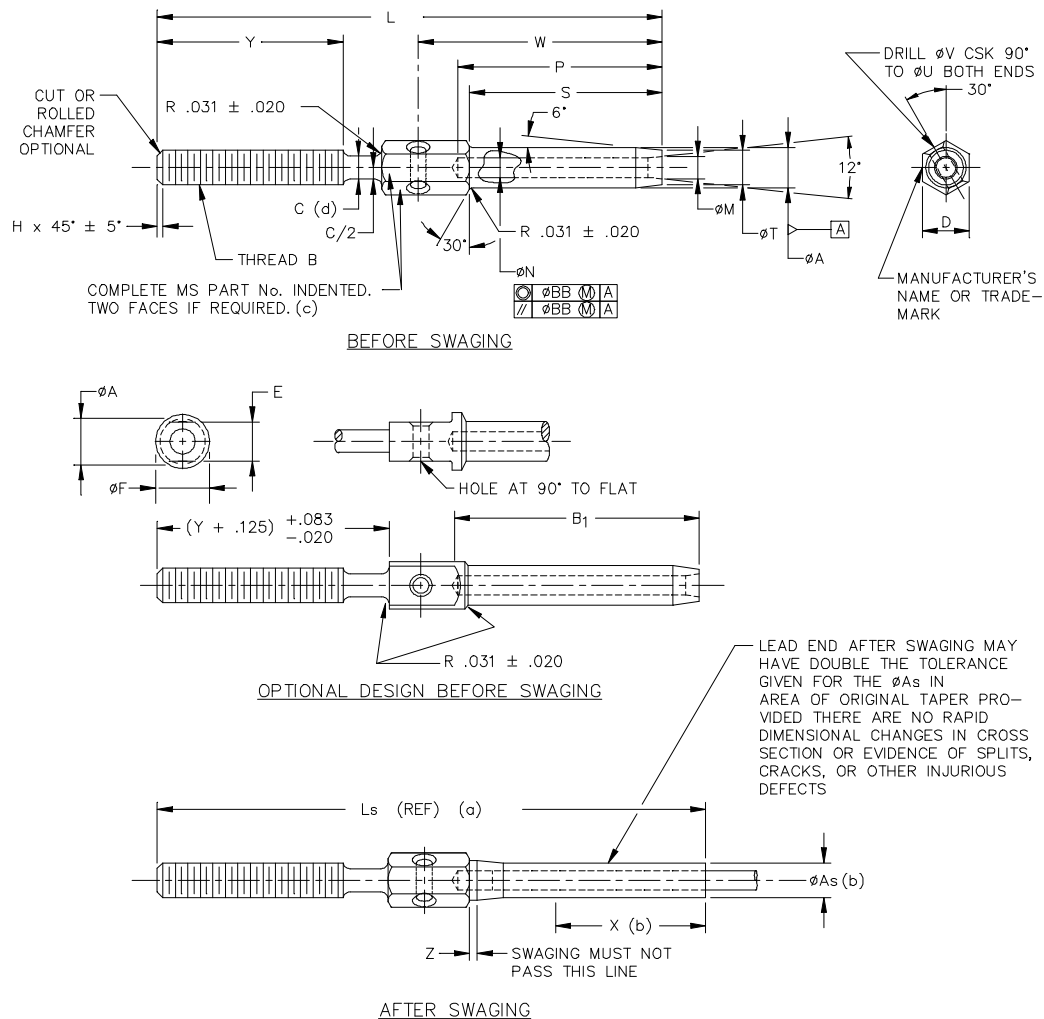 L
Y
W
P
S
DRILL øV CSK 90°
TO øU BOTH ENDS
30°
CUT OR
ROLLED
CHAMFER
OPTIONAL
R .031 ± .020
6°
12°
C (d)
C/2
H x 45° ± 5°
THREAD B
30°
R .031 ± .020
øN
øM
øT
A
øA
D
COMPLETE MS PART No. INDENTED.
TWO FACES IF REQUIRED. (c)
◎ øBB Ⓜ A
// øBB Ⓜ A
MANUFACTURER'S
NAME OR TRADE–
MARK
BEFORE SWAGING
øA
E
øF
HOLE AT 90° TO FLAT
(Y + .125) +.083
–.020
B1
R .031 ± .020
OPTIONAL DESIGN BEFORE SWAGING
LEAD END AFTER SWAGING MAY
HAVE DOUBLE THE TOLERANCE
GIVEN FOR THE øAs IN
AREA OF ORIGINAL TAPER PRO–
VIDED THERE ARE NO RAPID
DIMENSIONAL CHANGES IN CROSS
SECTION OR EVIDENCE OF SPLITS,
CRACKS, OR OTHER INJURIOUS
DEFECTS
Ls (REF) (a)
øAs (b)
X (b)
Z
SWAGING MUST NOT
PASS THIS LINE
AFTER SWAGING